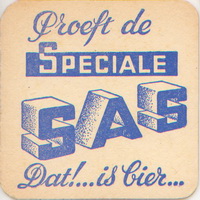 Proeft de
SPECIALE
SAS
Dat!...is bier...